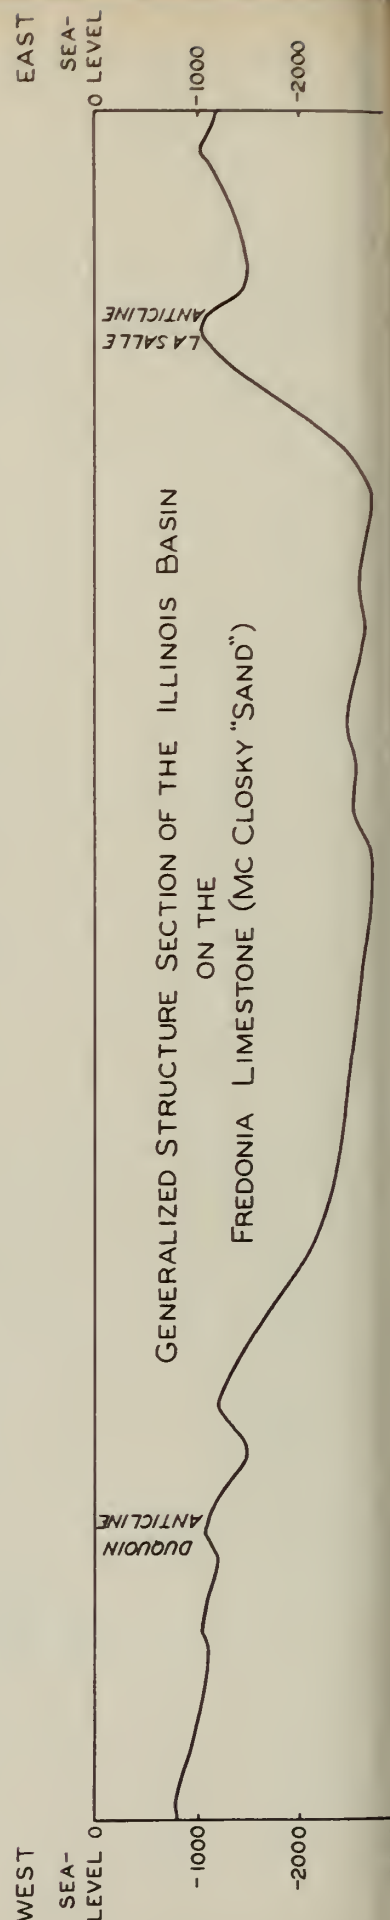 WEST
SEA-
LEVEL 0
-1000
-2000
DUQUOIN
ANTICLINE
GENERALIZED STRUCTURE SECTION OF THE ILLINOIS BASIN
ON THE
FREDONIA LIMESTONE (MC CLOSKY "SAND")
LA SALLE
ANTICLINE
EAST
SEA-
0 LEVEL
-1000
-2000